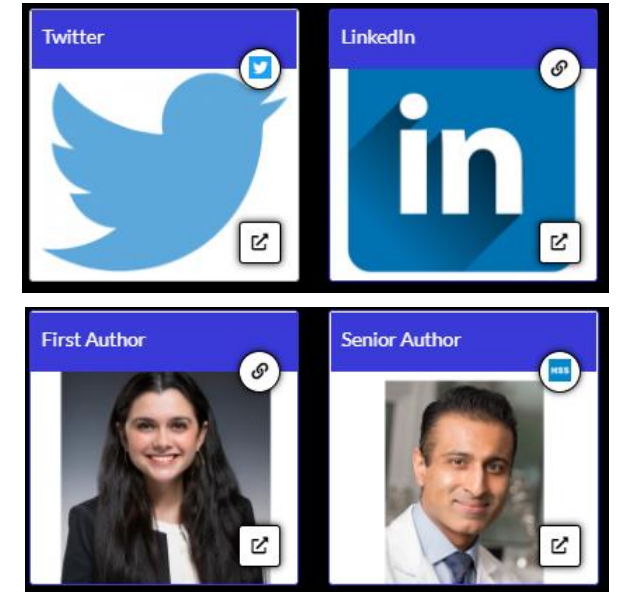 Twitter
LinkedIn
in
First Author
Senior Author
HSS